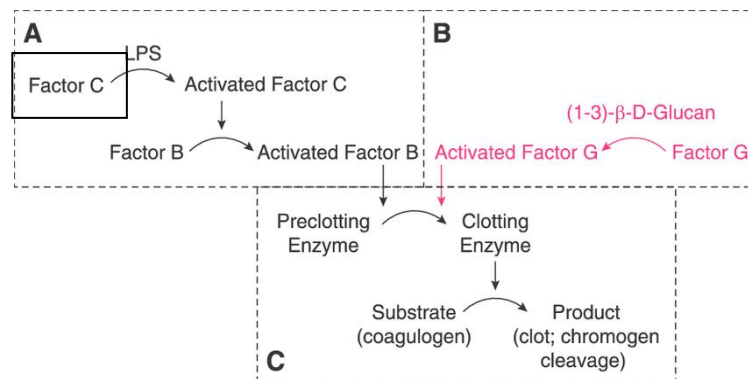 A
B
LPS
Factor C
Activated Factor C
(1-3)-β-D-Glucan
Factor B
Activated Factor B
Activated Factor G
Factor G
Preclotting
Enzyme
Clotting
Enzyme
Substrate
(coagulogen)
Product
(clot; chromogen
cleavage)
C